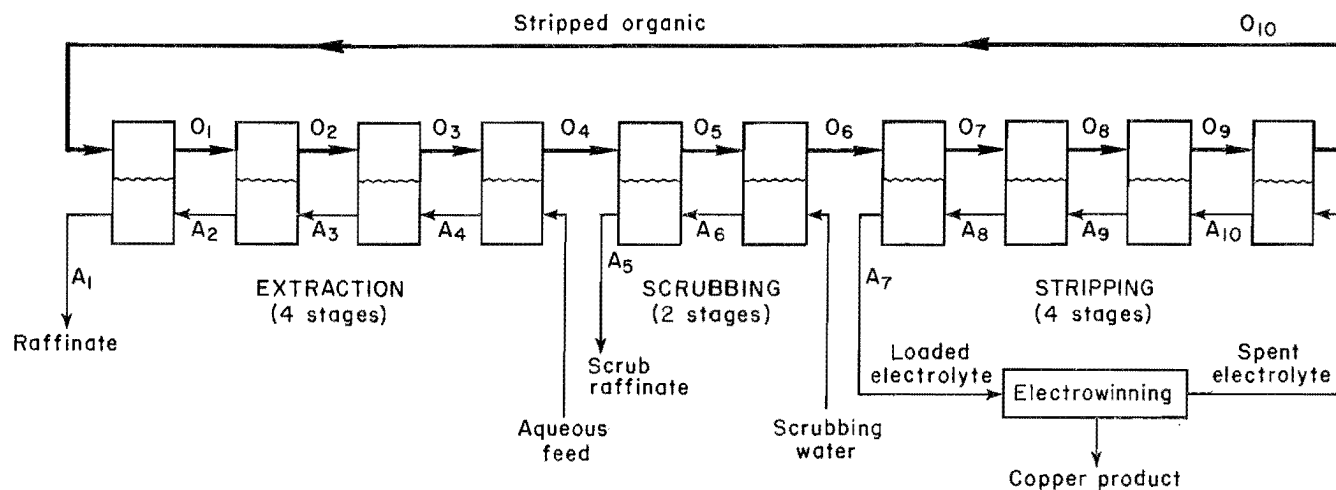 Stripped organic
O10
O1
O2
O3
O4
O5
O6
O7
O8
O9
A2
A3
A4
A6
A8
A9
A10
A1
A5
A7
EXTRACTION
(4 stages)
SCRUBBING
(2 stages)
STRIPPING
(4 stages)
Raffinate
Scrub
raffinate
Loaded
electrolyte
Spent
electrolyte
Electrowinning
Aqueous
feed
Scrubbing
water
Copper product